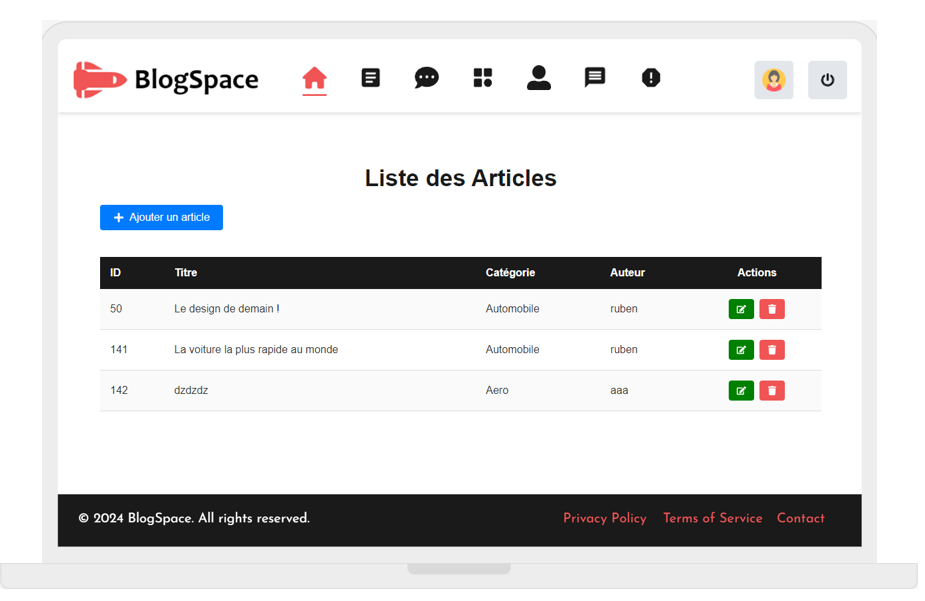 BlogSpace
Liste des Articles
Ajouter un article
ID Titre Catégorie Auteur Actions
50 Le design de demain ! Automobile ruben
141 La voiture la plus rapide au monde Automobile ruben
142 dzdzdz Aero aaa
© 2024 BlogSpace. All rights reserved. Privacy Policy Terms of Service Contact